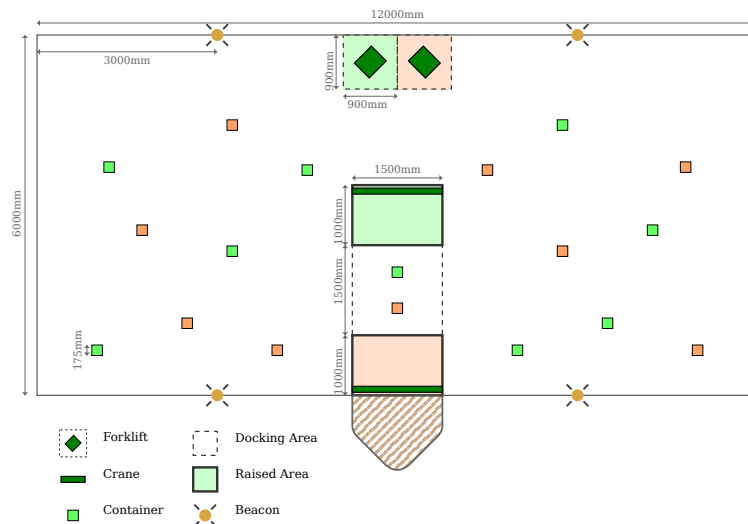 12000mm
3000mm
900mm
900mm
6000mm
1500mm
1000mm
1500mm
175mm
1000mm
Forklift
Docking Area
Crane
Raised Area
Container
Beacon